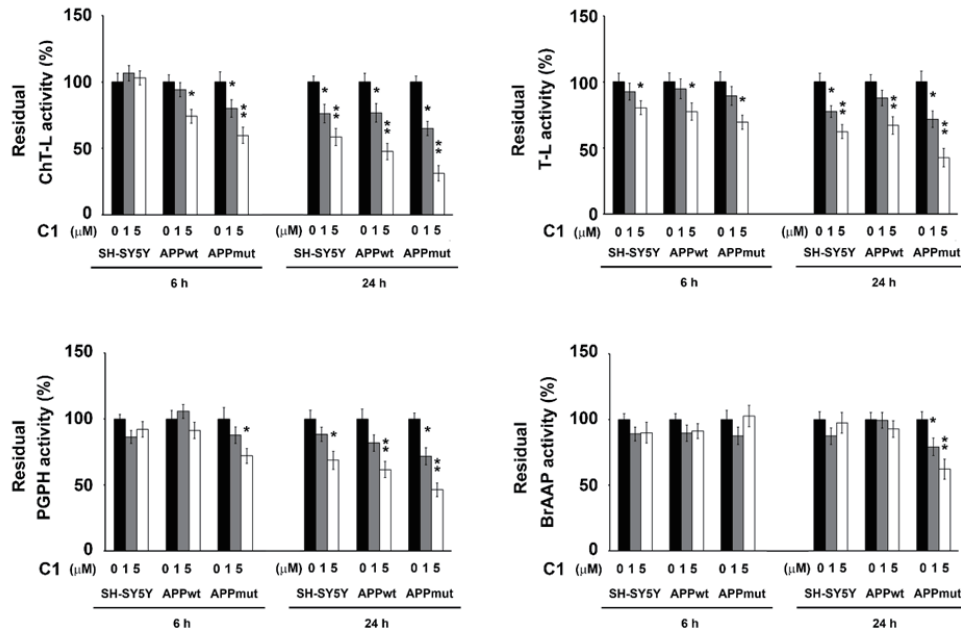 Residual
ChT-L activity (%)
150
100
50
0
* * ** * ** * ** * **
C1 0 1 5 0 1 5 0 1 5 (μM) 0 1 5 0 1 5 0 1 5
(μM)
SH-SY5Y APPwt APPmut SH-SY5Y APPwt APPmut
6 h 24 h
Residual
T-L activity (%)
150
100
50
0
* * * * ** ** * **
C1 (μM) 0 1 5 0 1 5 0 1 5 (μM) 0 1 5 0 1 5 0 1 5
SH-SY5Y APPwt APPmut SH-SY5Y APPwt APPmut
6 h 24 h
Residual
PGPH activity (%)
150
100
50
0
* * ** * **
C1 (μM) 0 1 5 0 1 5 0 1 5 (μM) 0 1 5 0 1 5 0 1 5
SH-SY5Y APPwt APPmut SH-SY5Y APPwt APPmut
6 h 24 h
Residual
BrAAP activity (%)
150
100
50
0
* **
C1 (μM) 0 1 5 0 1 5 0 1 5 (μM) 0 1 5 0 1 5 0 1 5
SH-SY5Y APPwt APPmut SH-SY5Y APPwt APPmut
6 h 24 h